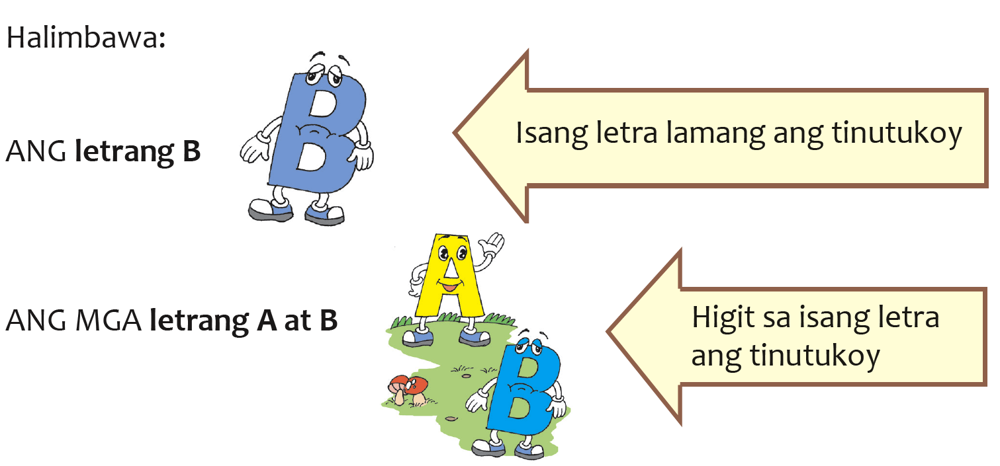 Halimbawa:
ANG letrang B
Isang letra lamang ang tinutukoy
ANG MGA letrang A at B
Higit sa isang letra
ang tinutukoy